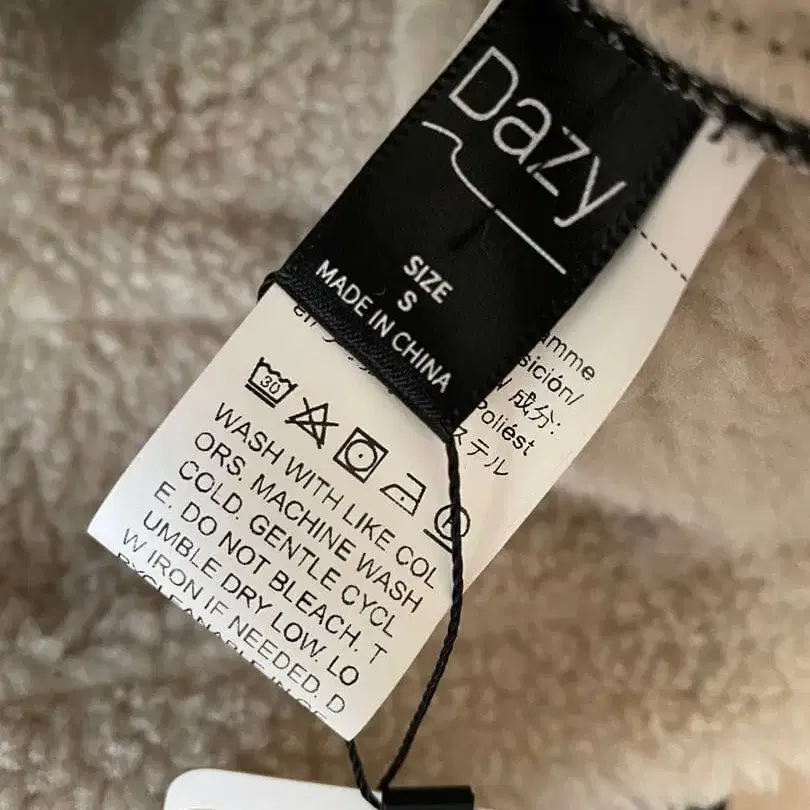 Dazy
SIZE
S
MADE IN CHINA
amme
sición/
成分:
Poliést
ステル
30
WASH WITH LIKE COL
ORS. MACHINE WASH
COLD. GENTLE CYCL
E. DO NOT BLEACH. T
UMBLE DRY LOW. LO
W IRON IF NEEDED. D